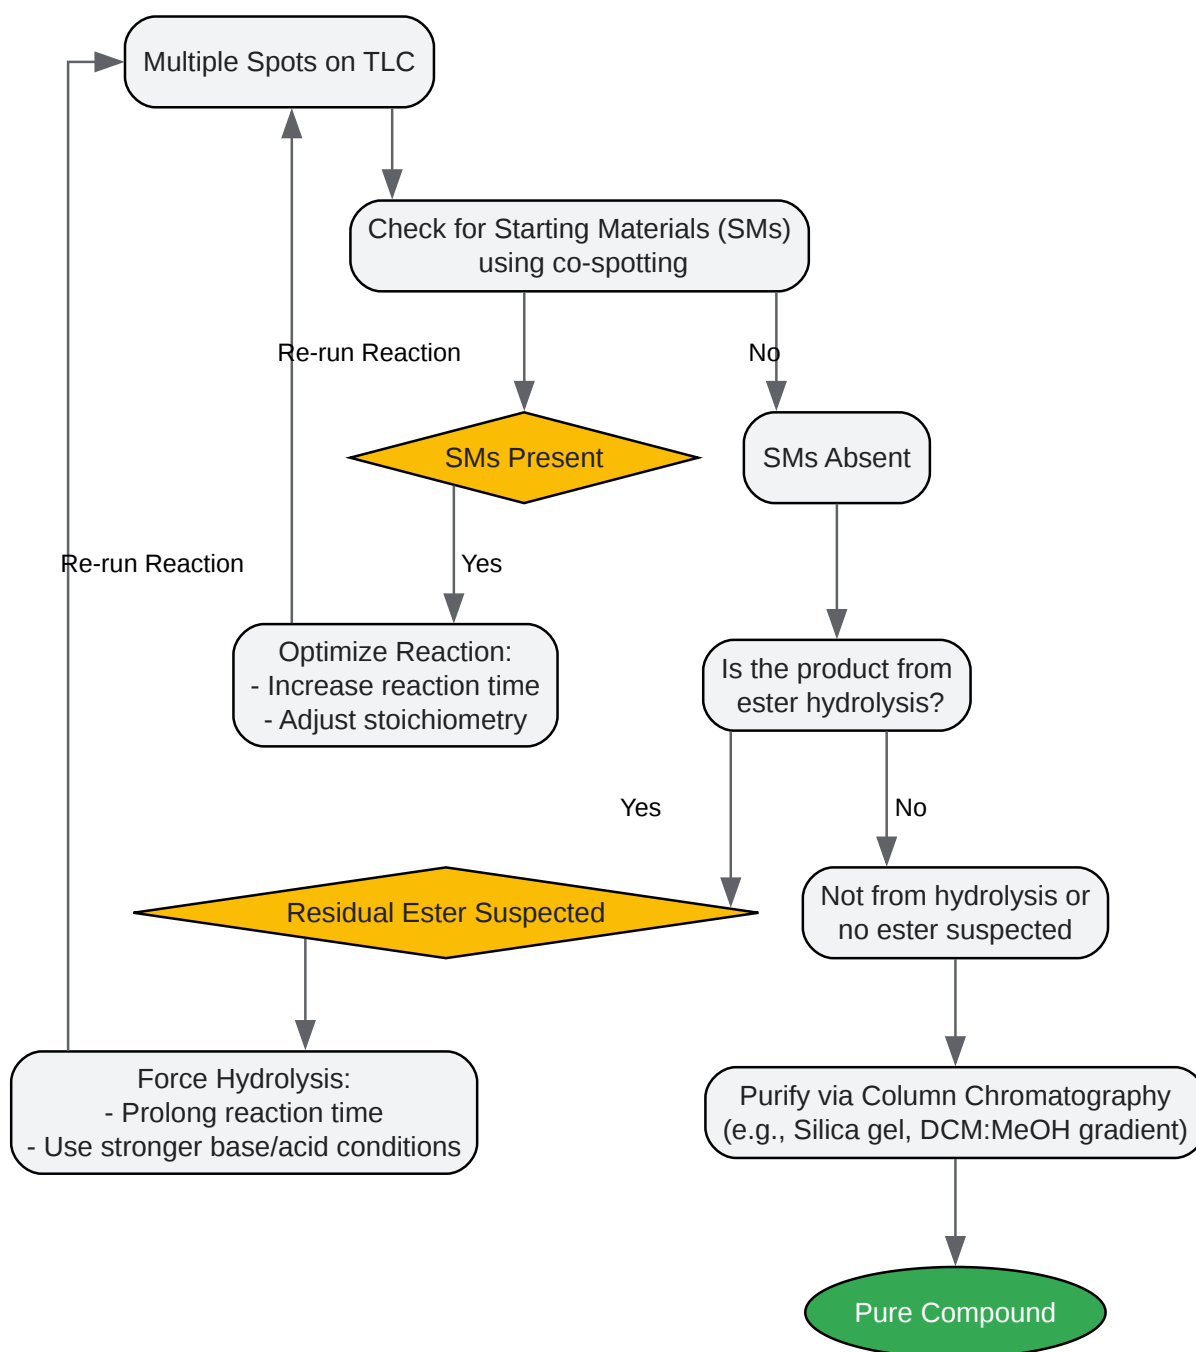 Multiple Spots on TLC
Check for Starting Materials (SMs)
using co-spotting
Re-run Reaction
No
SMs Present
SMs Absent
Re-run Reaction
Yes
Optimize Reaction:
- Increase reaction time
- Adjust stoichiometry
Is the product from
ester hydrolysis?
Yes
No
Residual Ester Suspected
Not from hydrolysis or
no ester suspected
Force Hydrolysis:
- Prolong reaction time
- Use stronger base/acid conditions
Purify via Column Chromatography
(e.g., Silica gel, DCM:MeOH gradient)
Pure Compound